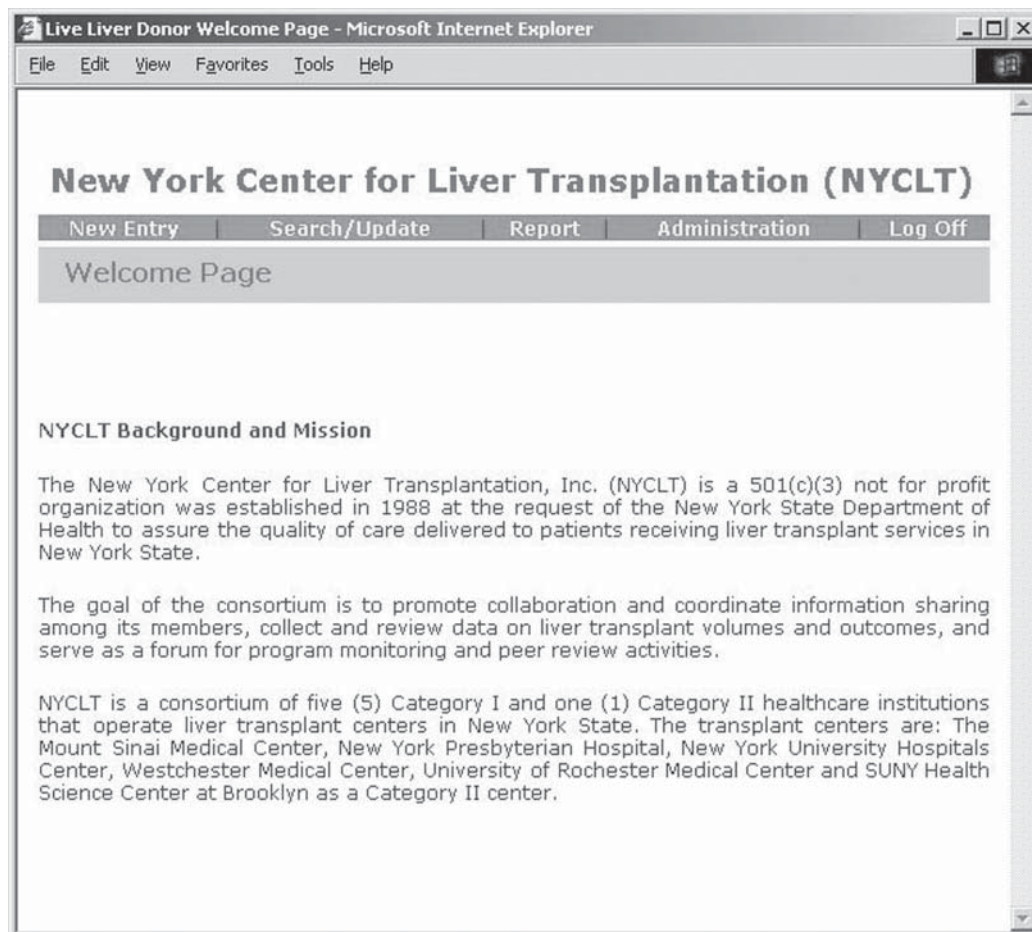 Live Liver Donor Welcome Page - Microsoft Internet Explorer
File Edit View Favorites Tools Help
New York Center for Liver Transplantation (NYCLT)
New Entry | Search/Update | Report | Administration | Log Off
Welcome Page
NYCLT Background and Mission
The New York Center for Liver Transplantation, Inc. (NYCLT) is a 501(c)(3) not for profit
organization was established in 1988 at the request of the New York State Department of
Health to assure the quality of care delivered to patients receiving liver transplant services in
New York State.
The goal of the consortium is to promote collaboration and coordinate information sharing
among its members, collect and review data on liver transplant volumes and outcomes, and
serve as a forum for program monitoring and peer review activities.
NYCLT is a consortium of five (5) Category I and one (1) Category II healthcare institutions
that operate liver transplant centers in New York State. The transplant centers are: The
Mount Sinai Medical Center, New York Presbyterian Hospital, New York University Hospitals
Center, Westchester Medical Center, University of Rochester Medical Center and SUNY Health
Science Center at Brooklyn as a Category II center.